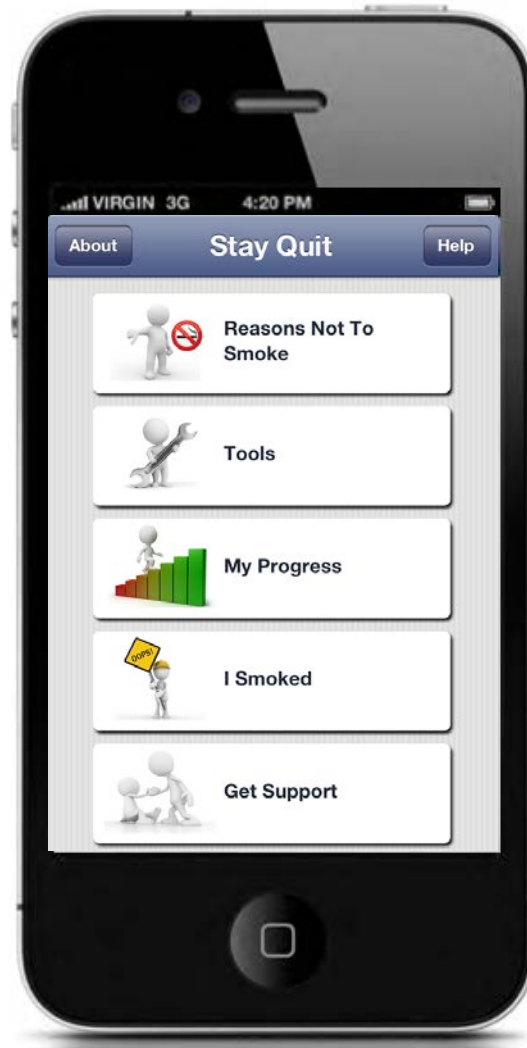 VIRGIN 3G 4:20 PM
About Stay Quit Help
Reasons Not To
Smoke
Tools
My Progress
OOPS!
I Smoked
Get Support